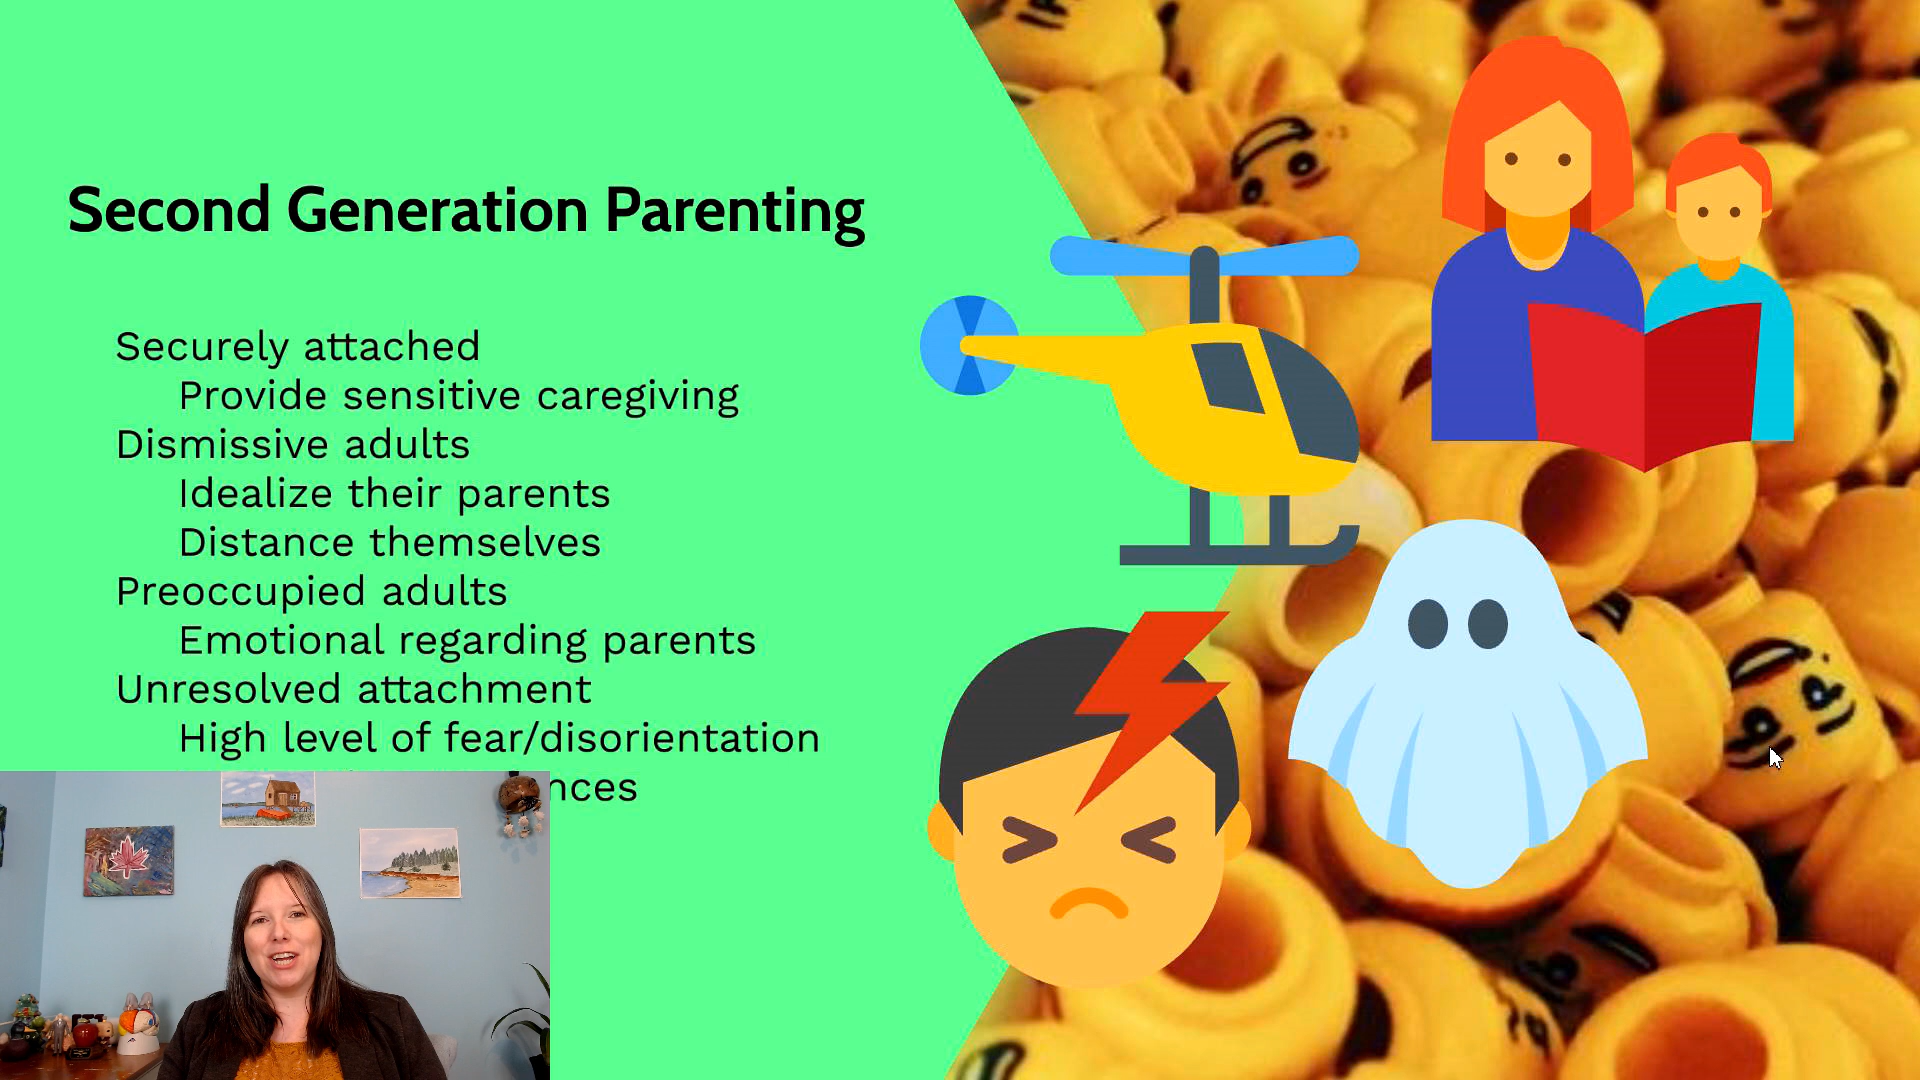 Second Generation Parenting
Securely attached
Provide sensitive caregiving
Dismissive adults
Idealize their parents
Distance themselves
Preoccupied adults
Emotional regarding parents
Unresolved attachment
High level of fear/disorientation